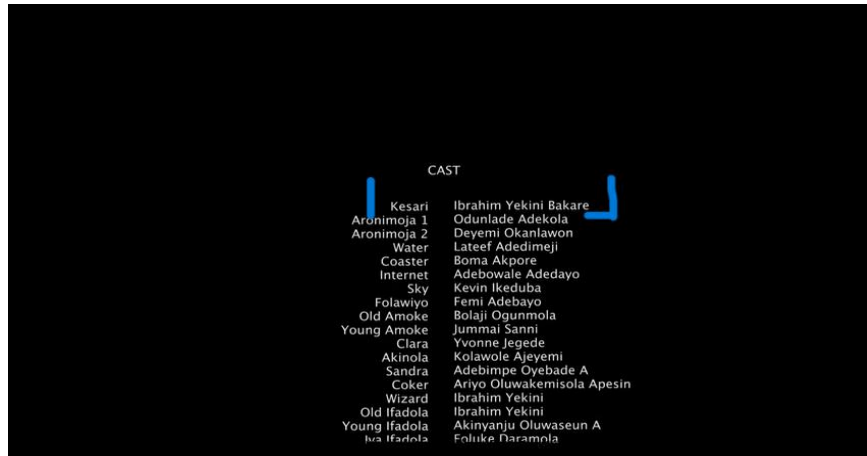 CAST
Kesari Ibrahim Yekini Bakare
Aronimoja 1 Odunlade Adekola
Aronimoja 2 Deyemi Okanlawon
Water Lateef Adedimeji
Coaster Boma Akpore
Internet Adebowale Adedayo
Sky Kevin Ikeduba
Folawiyo Femi Adebayo
Old Amoke Bolaji Ogunmola
Young Amoke Jummai Sanni
Clara Yvonne Jegede
Akinola Kolawole Ajeyemi
Sandra Adebimpe Oyebade A
Coker Ariyo Oluwakemisola Apesin
Wizard Ibrahim Yekini
Old Ifadola Ibrahim Yekini
Young Ifadola Akinyanju Oluwaseun A
Iya Ifadola Foluke Daramola